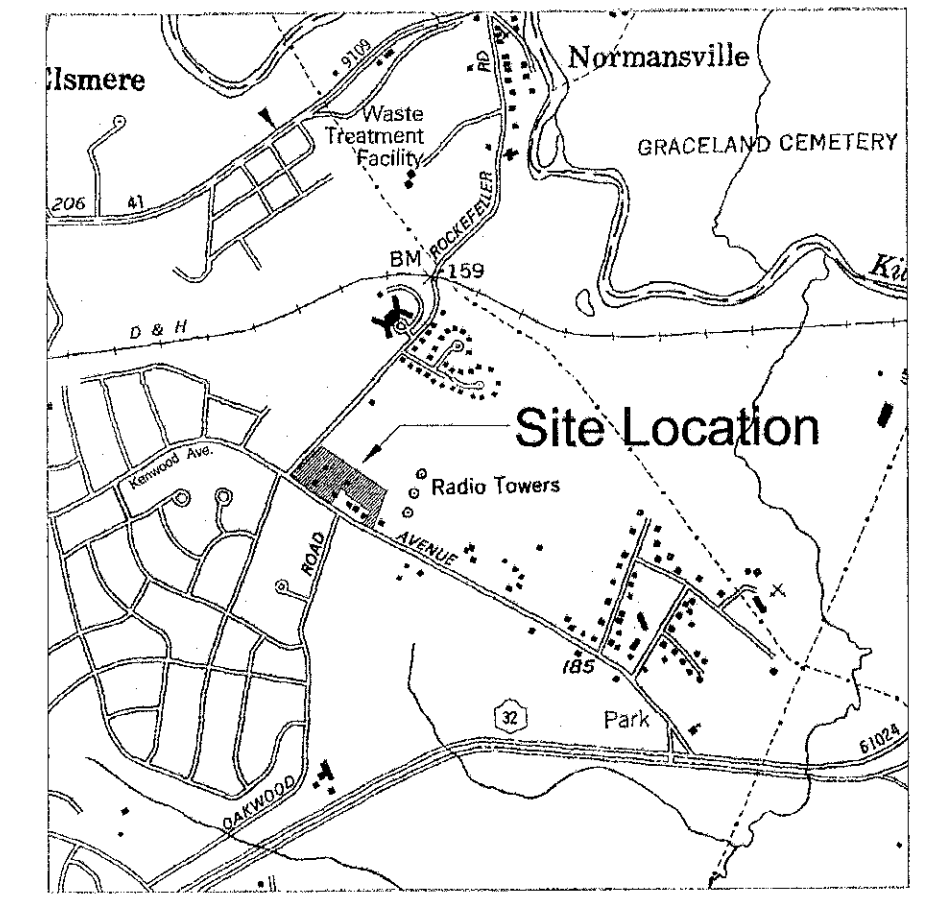 Elsmere
9109
RD
Normansville
Waste
Treatment
Facility
GRACELAND CEMETERY
206
41
ROCKEFELLER
BM
159
D & H
Site Location
Kenwood Ave.
Radio Towers
ROAD
AVENUE
185
32
Park
61024
OAKWOOD